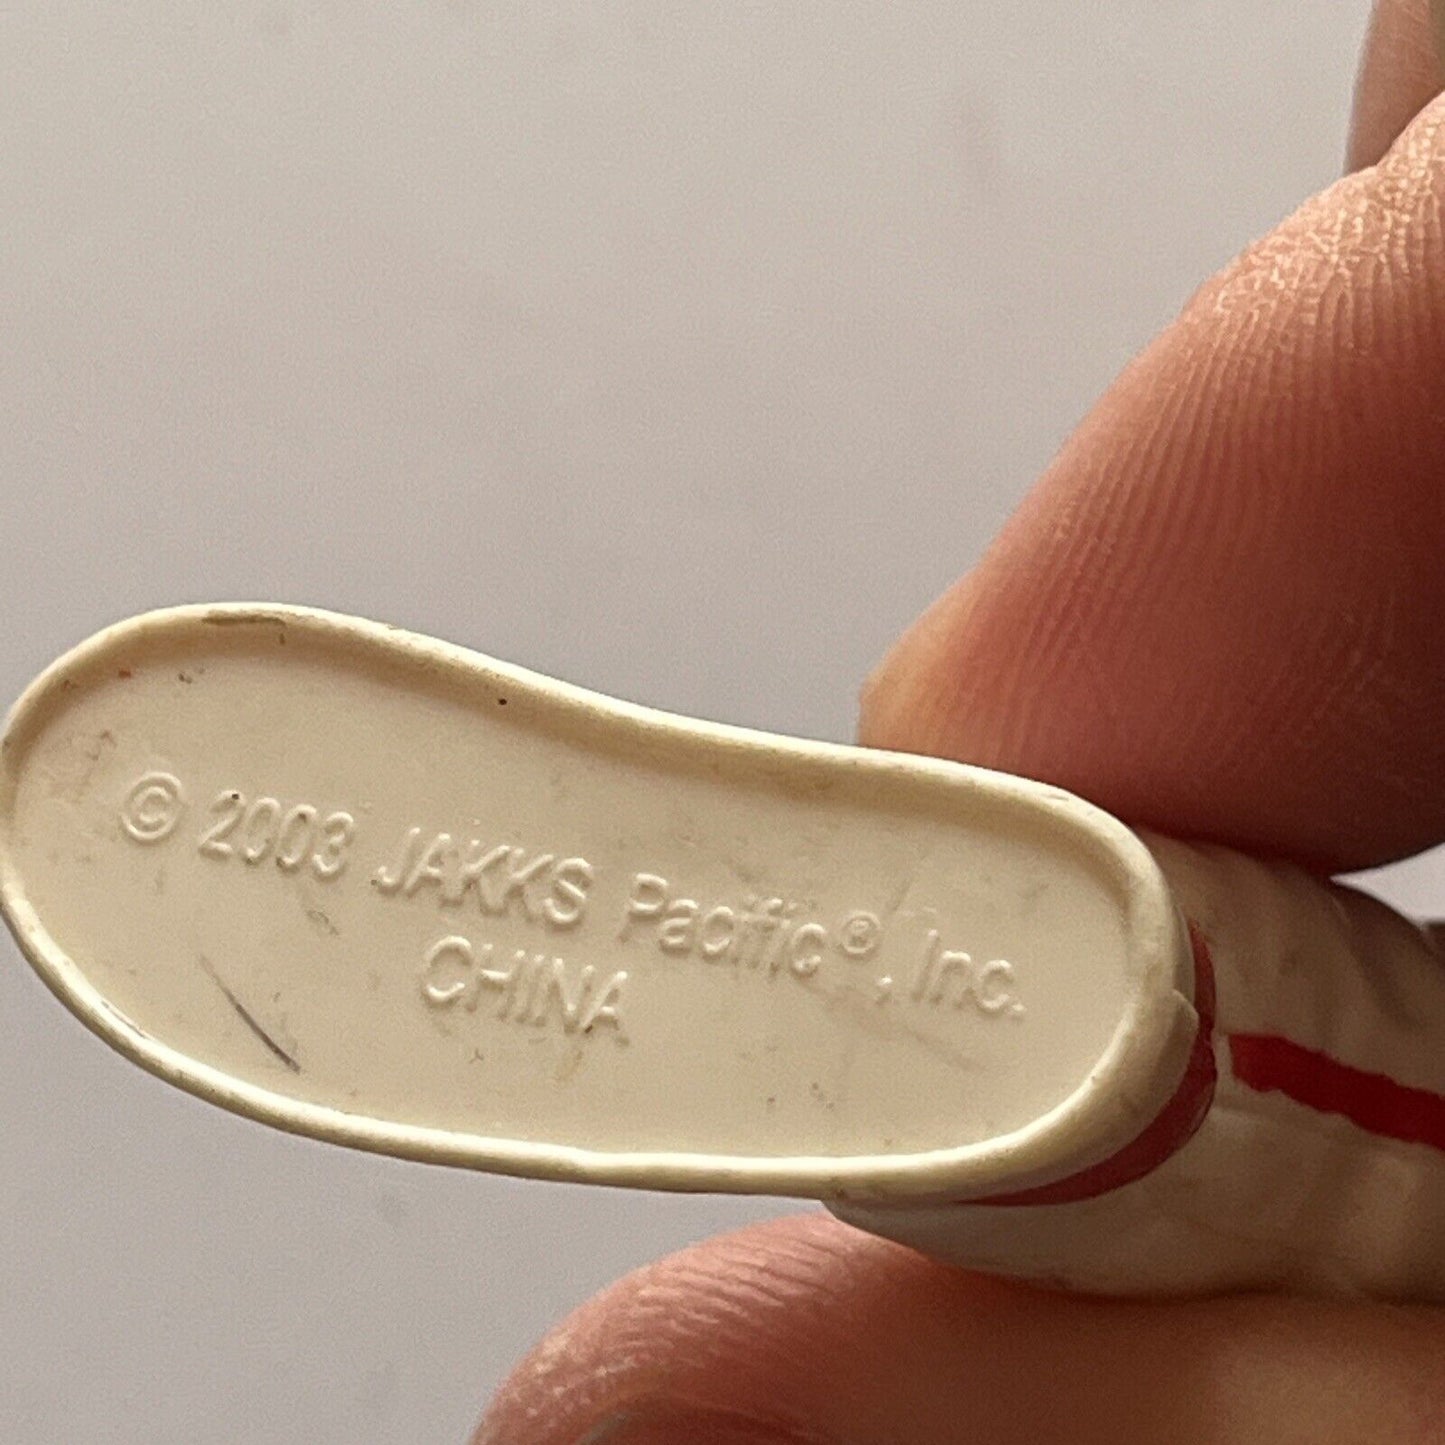 © 2003 JAKKS Pacific®, Inc.
CHINA